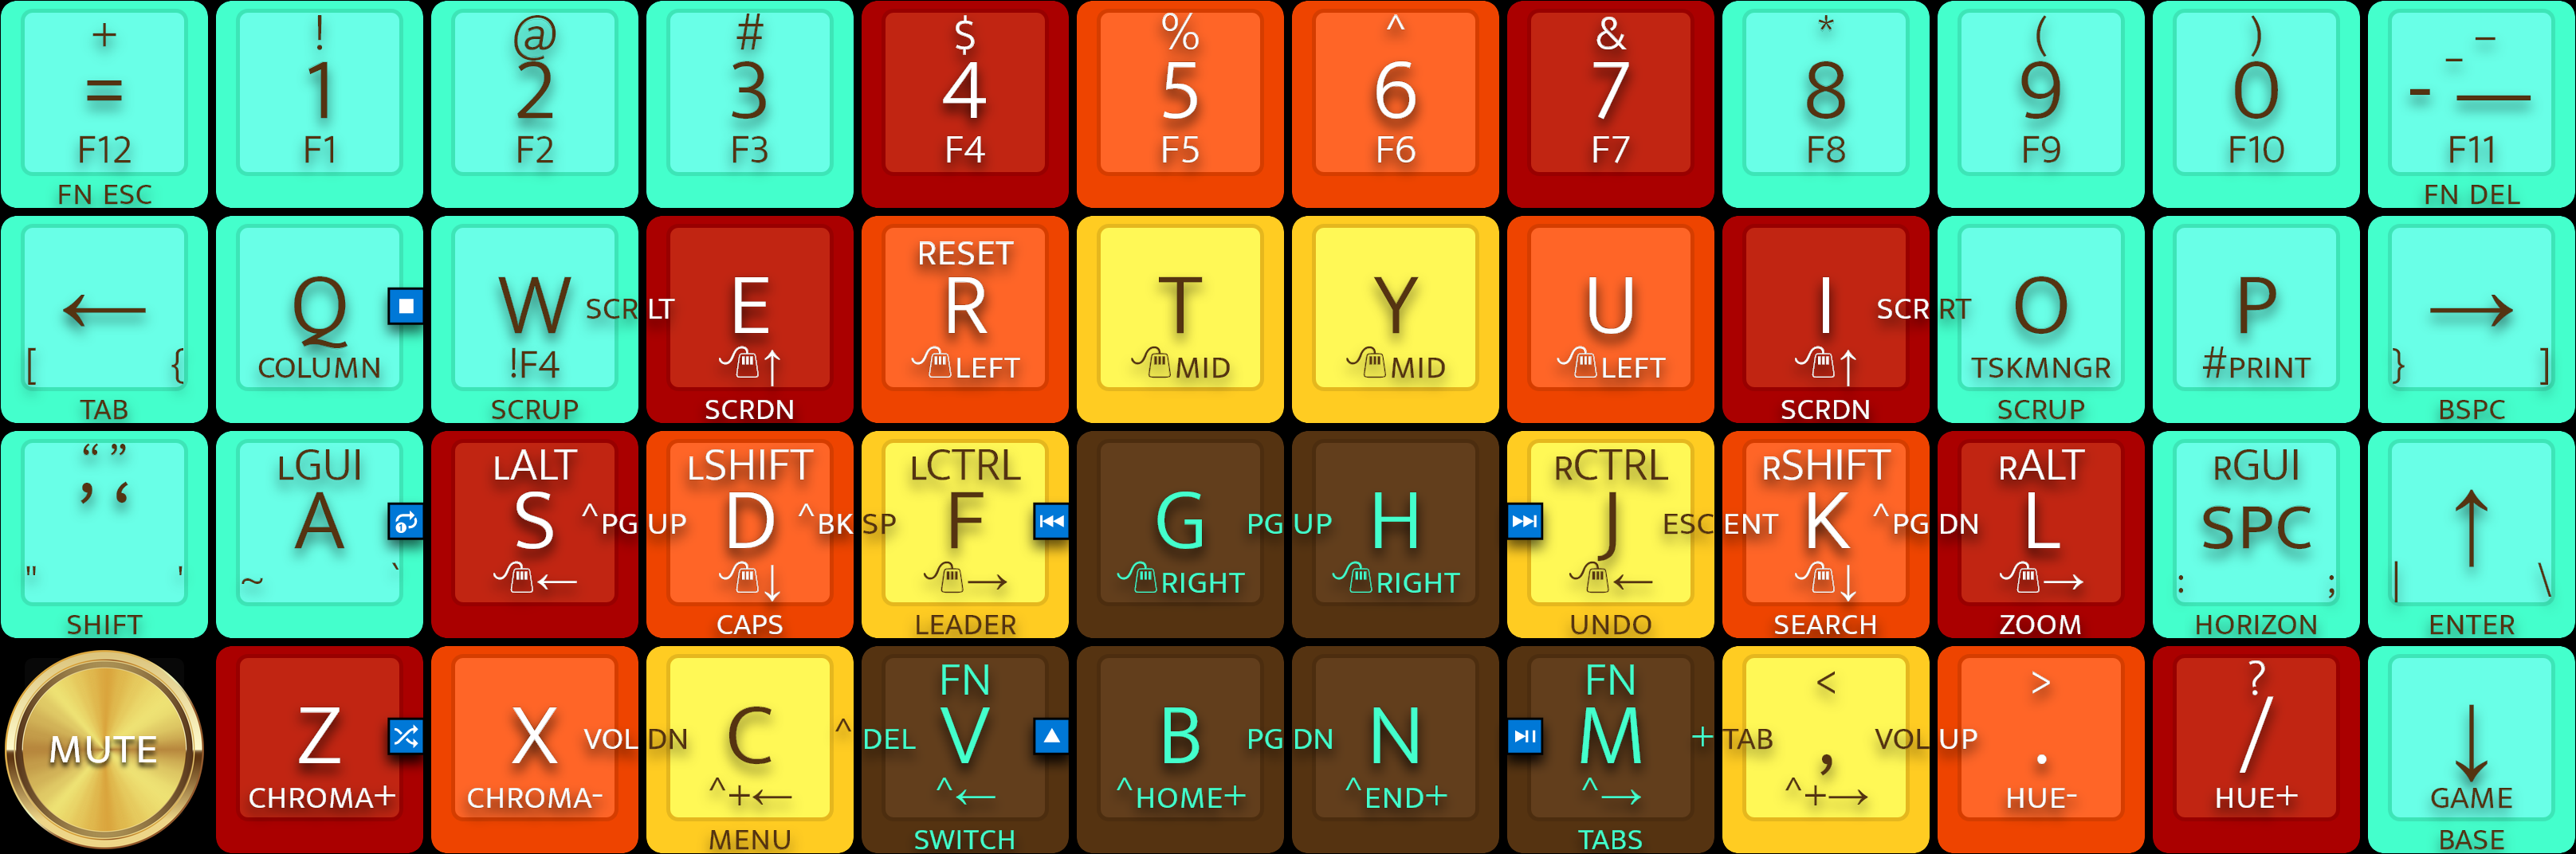 + ! @ # $ % ^ & * ( ) _ –
= 1 2 3 4 5 6 7 8 9 0 - —
F12 F1 F2 F3 F4 F5 F6 F7 F8 F9 F10 F11
FN ESC FN DEL
RESET
← Q W SCR LT E R T Y U I SCR RT O P →
[ { COLUMN !F4 ↑ LEFT MID MID LEFT ↑ TSKMNGR #PRINT } ]
TAB SCRUP SCRDN SCRDN SCRUP BSPC
“ ” LGUI LALT LSHIFT LCTRL RCTRL RSHIFT RALT RGUI
’ ‘ A S ^PG UP D ^BK SP F G PG UP H J ESC ENT K ^PG DN L SPC ↑
" ' ~ ` ← ↓ → RIGHT RIGHT ← ↓ → : ; | \
SHIFT CAPS LEADER UNDO SEARCH ZOOM HORIZON ENTER
FN FN < > ?
MUTE Z X VOL DN C ^ DEL V B PG DN N M + TAB , VOL UP . / ↓
CHROMA+ CHROMA- ^+← ^← ^HOME+ ^END+ ^→ ^+→ HUE- HUE+ GAME
MENU SWITCH TABS BASE